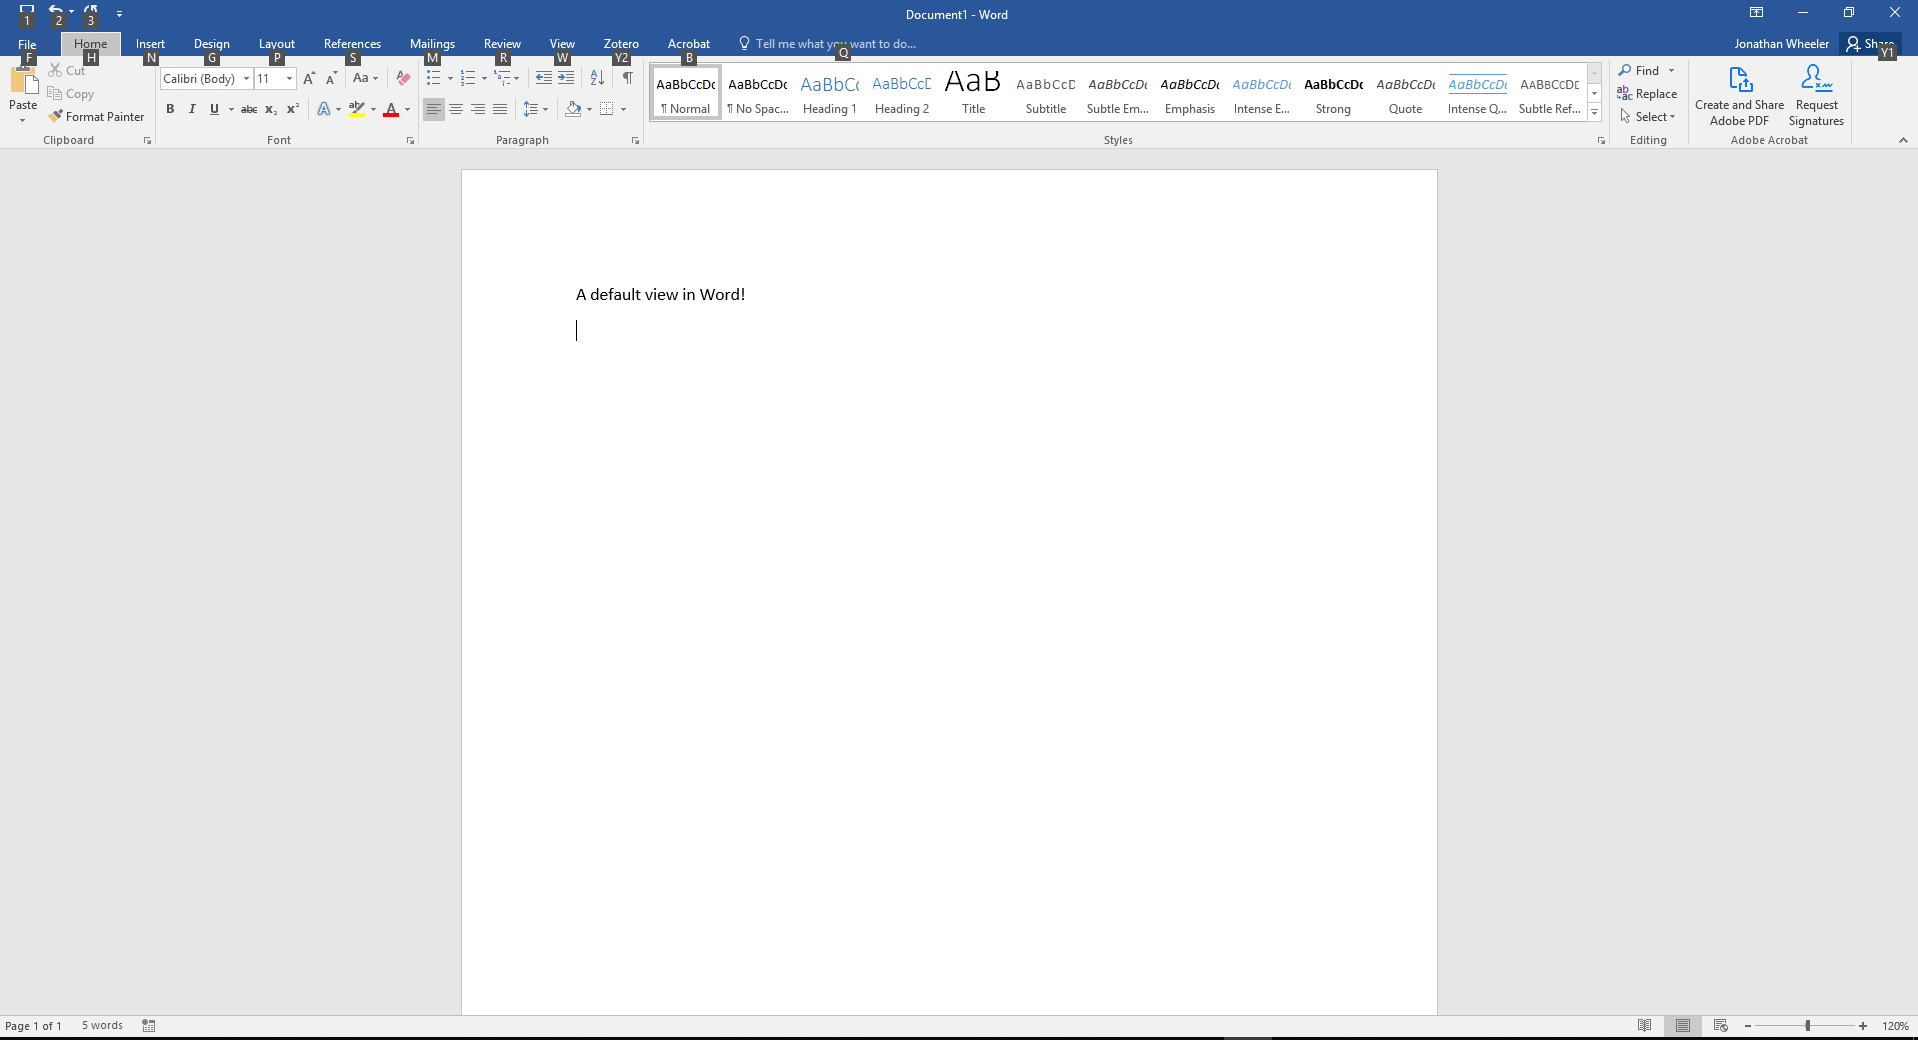 Document1 - Word
1 2 3
File Home Insert Design Layout References Mailings Review View Zotero Acrobat Tell me what you want to do... Jonathan Wheeler Share
F H N G P S M R W Y2 B Q Y1
Paste
Cut
Copy
Format Painter
Clipboard
Calibri (Body) 11 A A Aa
B I U abc X₂ X² A aby A
Font
Paragraph
AaBbCcDc AaBbCcDc AaBbCc AaBbCcE AaB AaBbCcD AaBbCcDc AaBbCcDc AaBbCcDc AaBbCcDc AaBbCcDc AaBbCcDc AABBCCDE
¶ Normal ¶ No Spac... Heading 1 Heading 2 Title Subtitle Subtle Em... Emphasis Intense E... Strong Quote Intense Q... Subtle Ref...
Styles
Find
Replace
Select
Editing
Create and Share
Adobe PDF
Request
Signatures
Adobe Acrobat
A default view in Word!
Page 1 of 1 5 words 120%